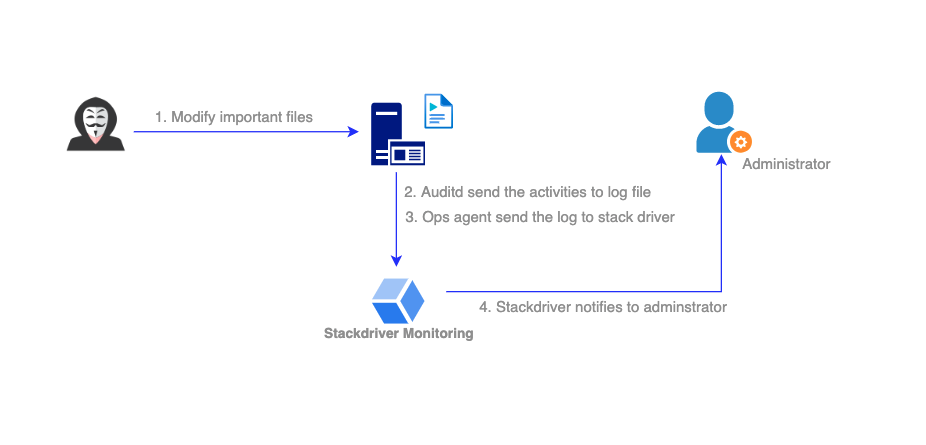 1. Modify important files
Administrator
2. Auditd send the activities to log file
3. Ops agent send the log to stack driver
4. Stackdriver notifies to adminstrator
Stackdriver Monitoring